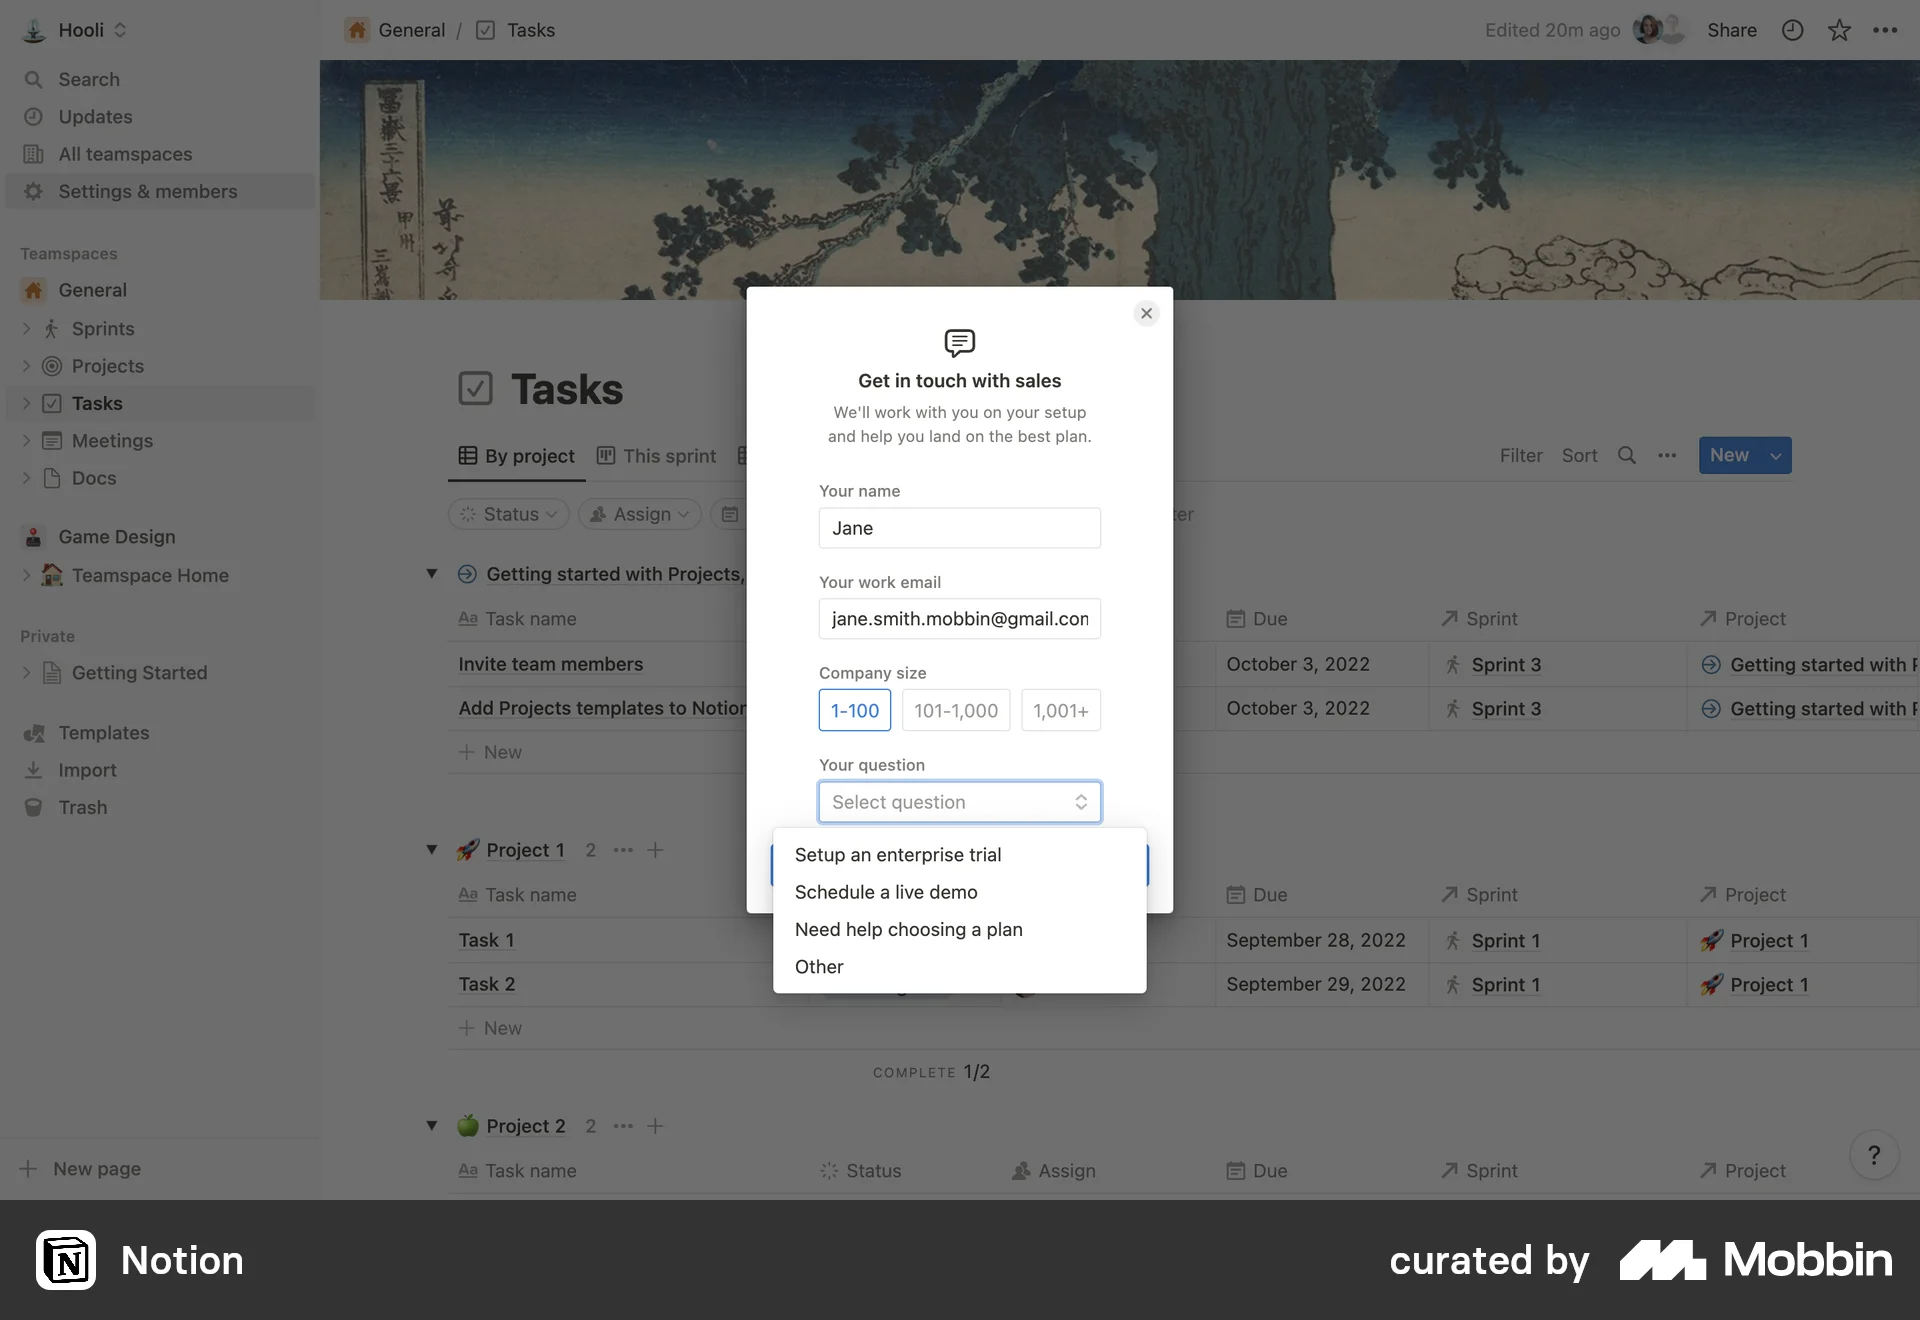 Hooli
General / Tasks
Edited 20m ago
Share
Search
Updates
All teamspaces
Settings & members
Teamspaces
General
Sprints
Projects
Tasks
Meetings
Docs
Game Design
Teamspace Home
Private
Getting Started
Templates
Import
Trash
New page
冨嶽三十六景
甲州
Tasks
By project
This sprint
Filter
Sort
New
Status
Assign
Getting started with Projects,
Task name
Due
Sprint
Project
Invite team members
October 3, 2022
Sprint 3
Getting started with
Add Projects templates to Notion
October 3, 2022
Sprint 3
Getting started with
New
Project 1 2
Task name
Due
Sprint
Project
Task 1
September 28, 2022
Sprint 1
Project 1
Task 2
September 29, 2022
Sprint 1
Project 1
New
COMPLETE 1/2
Project 2 2
Task name
Status
Assign
Due
Sprint
Project
?
Get in touch with sales
We'll work with you on your setup
and help you land on the best plan.
Your name
Jane
Your work email
jane.smith.mobbin@gmail.con
Company size
1-100
101-1,000
1,001+
Your question
Select question
Setup an enterprise trial
Schedule a live demo
Need help choosing a plan
Other
Notion
curated by Mobbin